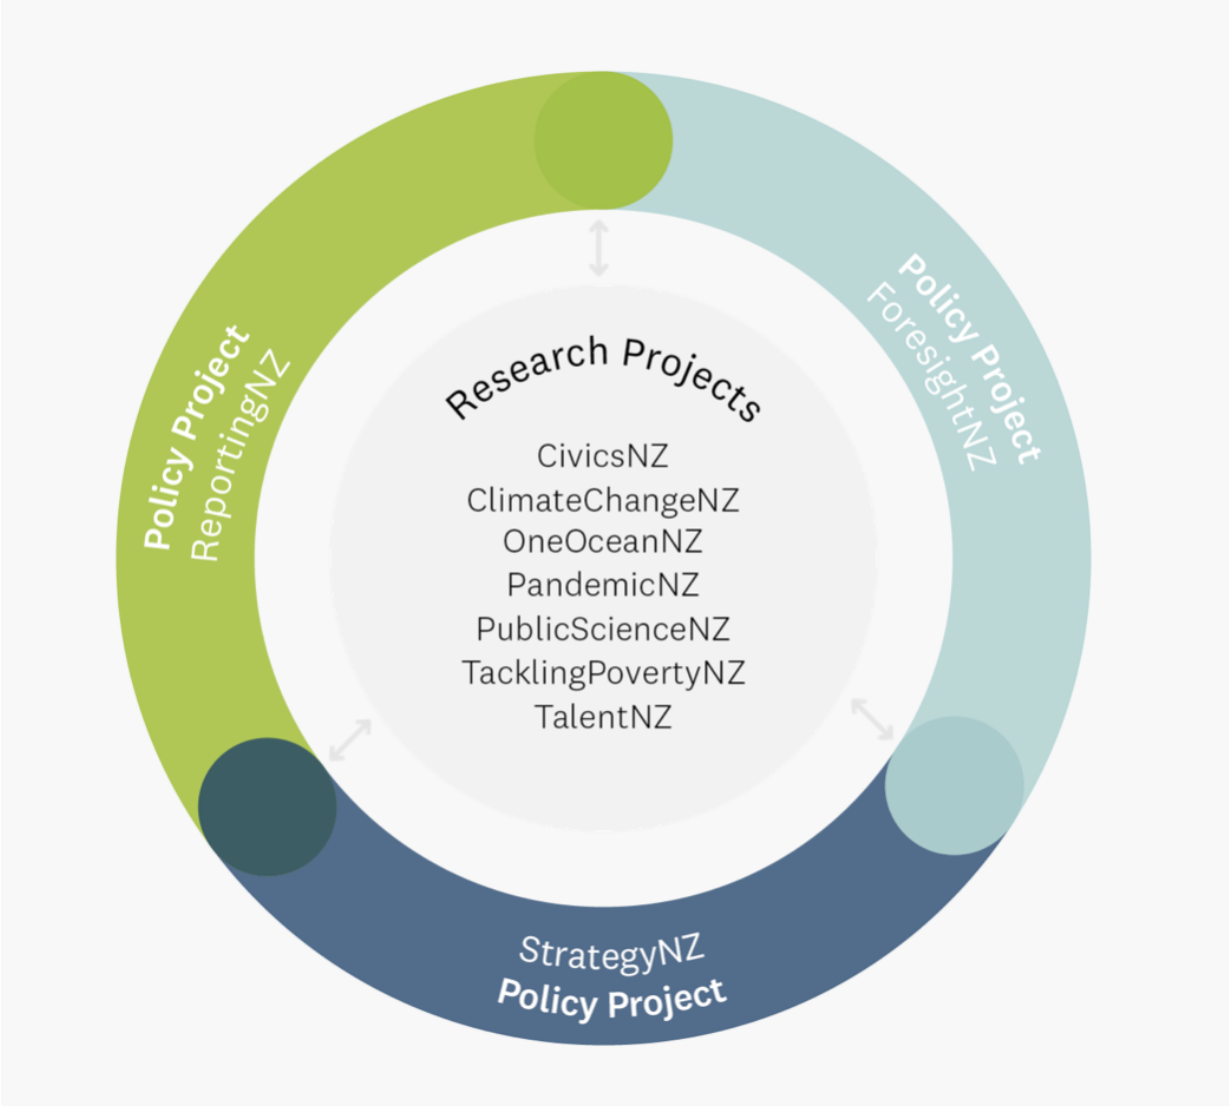 Policy Project
ReportingNZ
Policy Project
ForesightNZ
Research Projects
CivicsNZ
ClimateChangeNZ
OneOceanNZ
PandemicNZ
PublicScienceNZ
TacklingPovertyNZ
TalentNZ
StrategyNZ
Policy Project